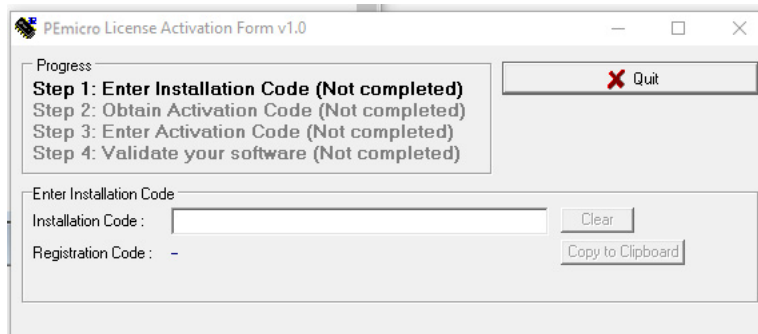 PEmicro License Activation Form v1.0
Progress
Step 1: Enter Installation Code (Not completed)
Step 2: Obtain Activation Code (Not completed)
Step 3: Enter Activation Code (Not completed)
Step 4: Validate your software (Not completed)
Quit
Enter Installation Code
Installation Code :
Clear
Registration Code : -
Copy to Clipboard